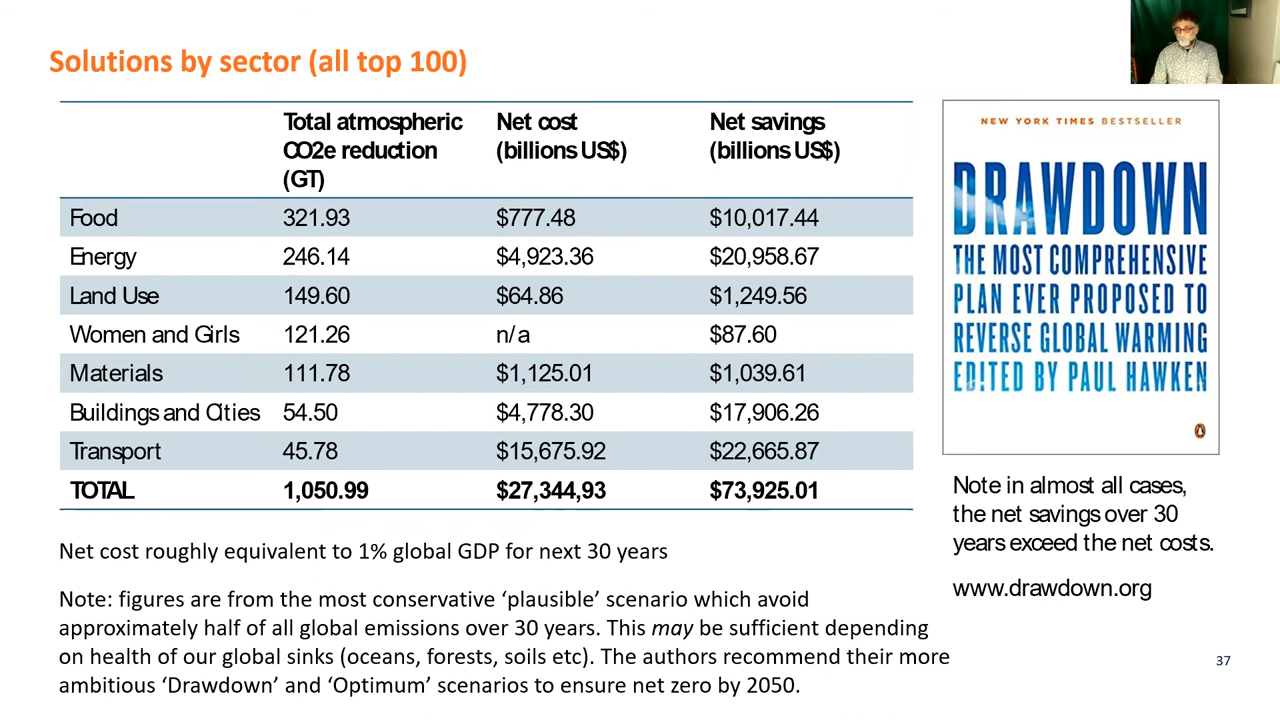 Solutions by sector (all top 100)
Total atmospheric CO2e reduction (GT) Net cost (billions US$) Net savings (billions US$)
Food 321.93 $777.48 $10,017.44
Energy 246.14 $4,923.36 $20,958.67
Land Use 149.60 $64.86 $1,249.56
Women and Girls 121.26 n/a $87.60
Materials 111.78 $1,125.01 $1,039.61
Buildings and Cities 54.50 $4,778.30 $17,906.26
Transport 45.78 $15,675.92 $22,665.87
TOTAL 1,050.99 $27,344,93 $73,925.01
Net cost roughly equivalent to 1% global GDP for next 30 years
Note: figures are from the most conservative ‘plausible’ scenario which avoid
approximately half of all global emissions over 30 years. This may be sufficient depending
on health of our global sinks (oceans, forests, soils etc). The authors recommend their more
ambitious ‘Drawdown’ and ‘Optimum’ scenarios to ensure net zero by 2050.
NEW YORK TIMES BESTSELLER
DRAWDOWN
THE MOST COMPREHENSIVE
PLAN EVER PROPOSED TO
REVERSE GLOBAL WARMING
EDITED BY PAUL HAWKEN
Note in almost all cases,
the net savings over 30
years exceed the net costs.
www.drawdown.org
37